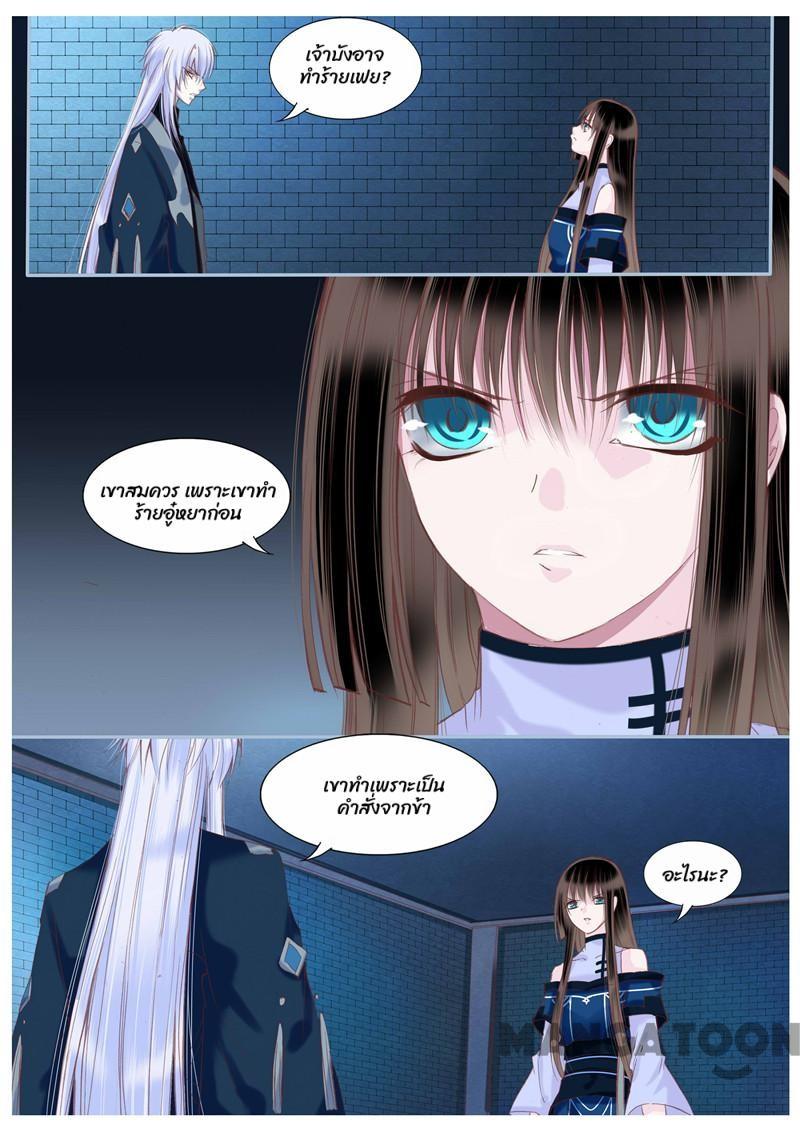 เจ้าบังอาจ
ทำร้ายเฟย?
เขาสมควร เพราะเขาทำ
ร้ายอู๋หยาก่อน
เขาทำเพราะเป็น
คำสั่งจากข้า
อะไรนะ?
MANGATOON